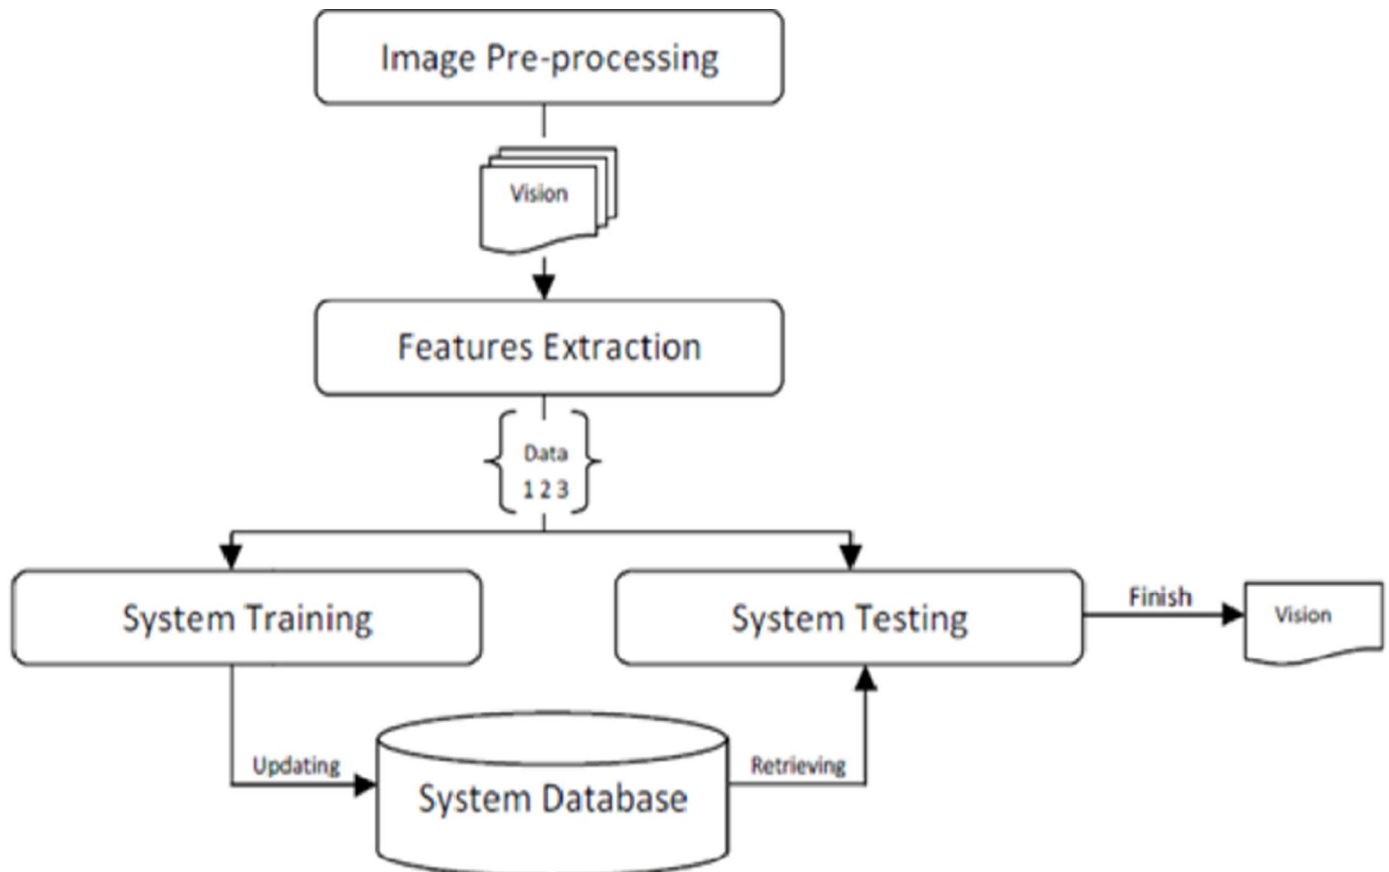 Image Pre-processing
Vision
Features Extraction
Data
1 2 3
System Training
System Testing
Finish
Vision
Updating
System Database
Retrieving